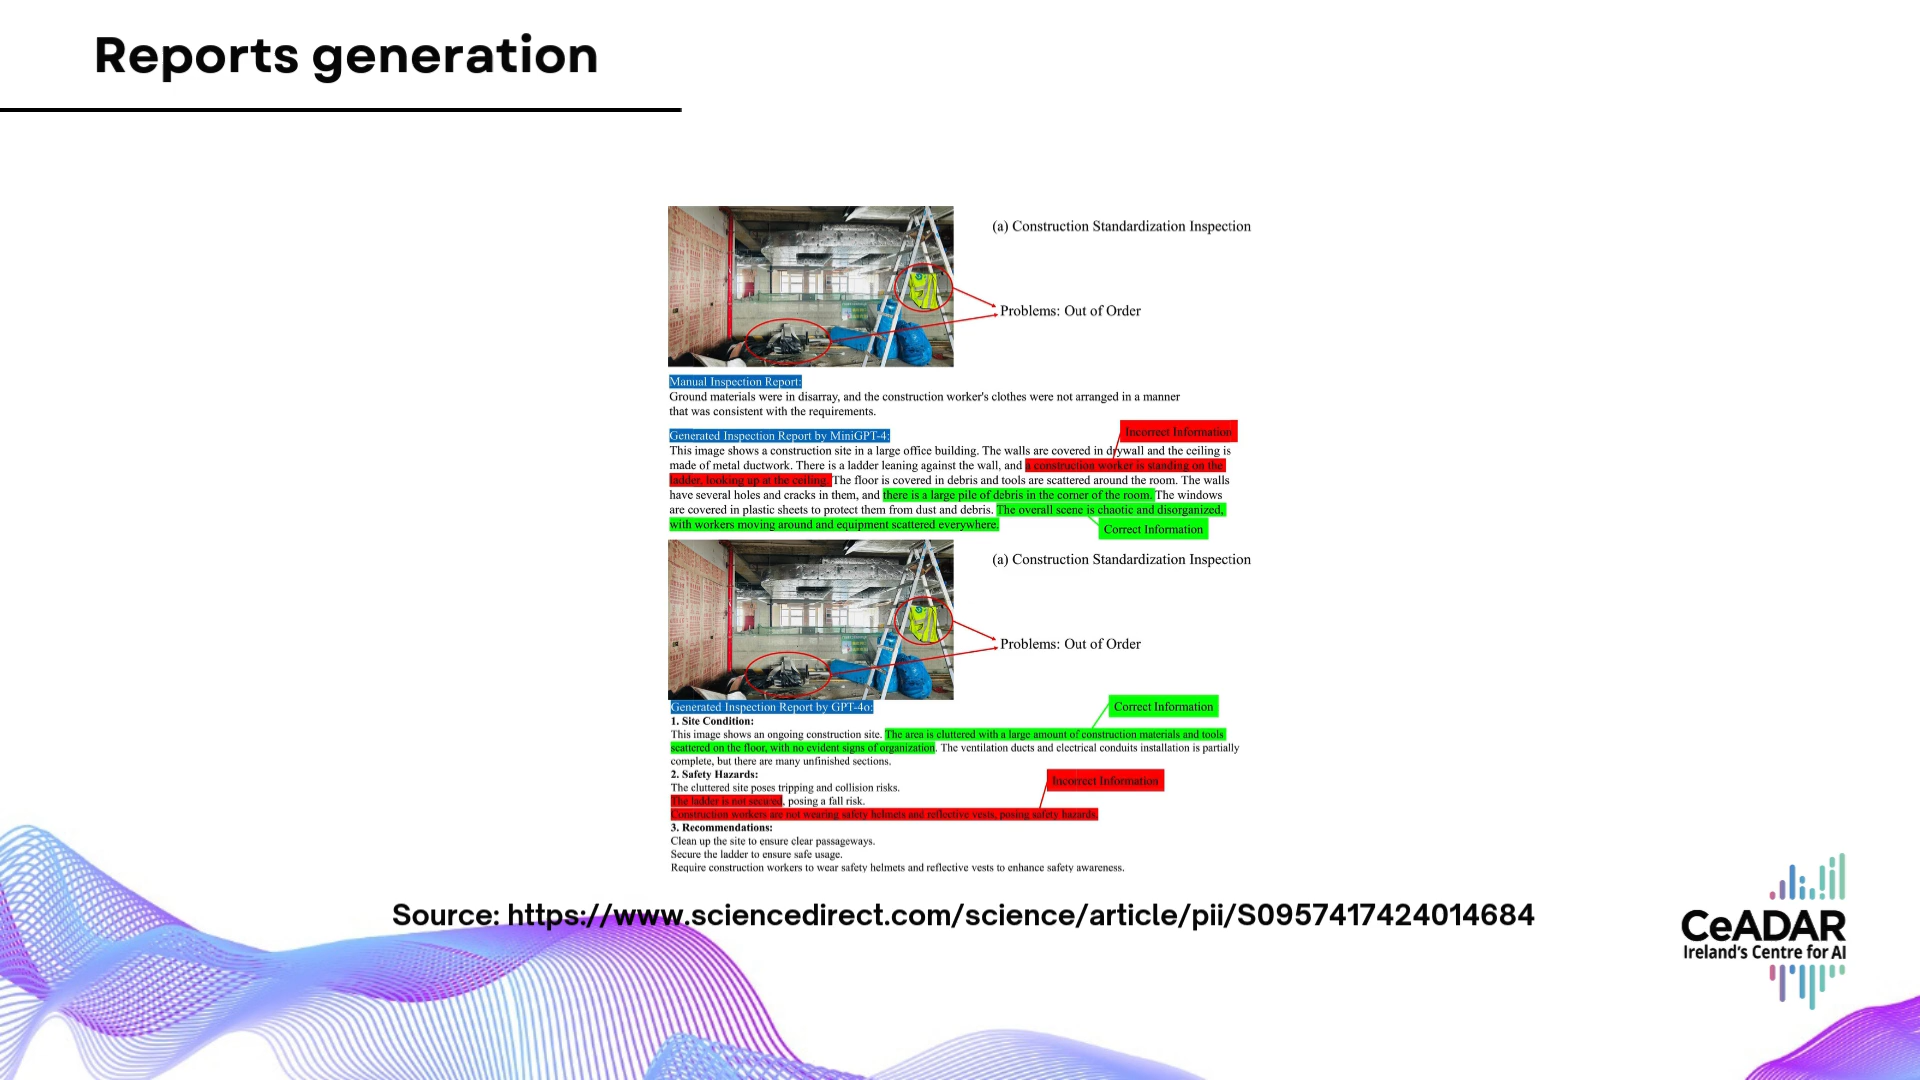 Reports generation
(a) Construction Standardization Inspection
Problems: Out of Order
Manual Inspection Report:
Ground materials were in disarray, and the construction worker's clothes were not arranged in a manner
that was consistent with the requirements.
Incorrect Information
Generated Inspection Report by MiniGPT-4:
This image shows a construction site in a large office building. The walls are covered in drywall and the ceiling is
made of metal ductwork. There is a ladder leaning against the wall, and a construction worker is standing on the
ladder, looking up at the ceiling. The floor is covered in debris and tools are scattered around the room. The walls
have several holes and cracks in them, and there is a large pile of debris in the corner of the room. The windows
are covered in plastic sheets to protect them from dust and debris. The overall scene is chaotic and disorganized,
with workers moving around and equipment scattered everywhere.
Correct Information
(a) Construction Standardization Inspection
Problems: Out of Order
Generated Inspection Report by GPT-4o:
Correct Information
1. Site Condition:
This image shows an ongoing construction site. The area is cluttered with a large amount of construction materials and tools
scattered on the floor, with no evident signs of organization. The ventilation ducts and electrical conduits installation is partially
complete, but there are many unfinished sections.
2. Safety Hazards:
Incorrect Information
The cluttered site poses tripping and collision risks.
The ladder is not secured, posing a fall risk.
Construction workers are not wearing safety helmets and reflective vests, posing safety hazards.
3. Recommendations:
Clean up the site to ensure clear passageways.
Secure the ladder to ensure safe usage.
Require construction workers to wear safety helmets and reflective vests to enhance safety awareness.
Source: https://www.sciencedirect.com/science/article/pii/S0957417424014684
CeADAR
Ireland's Centre for AI